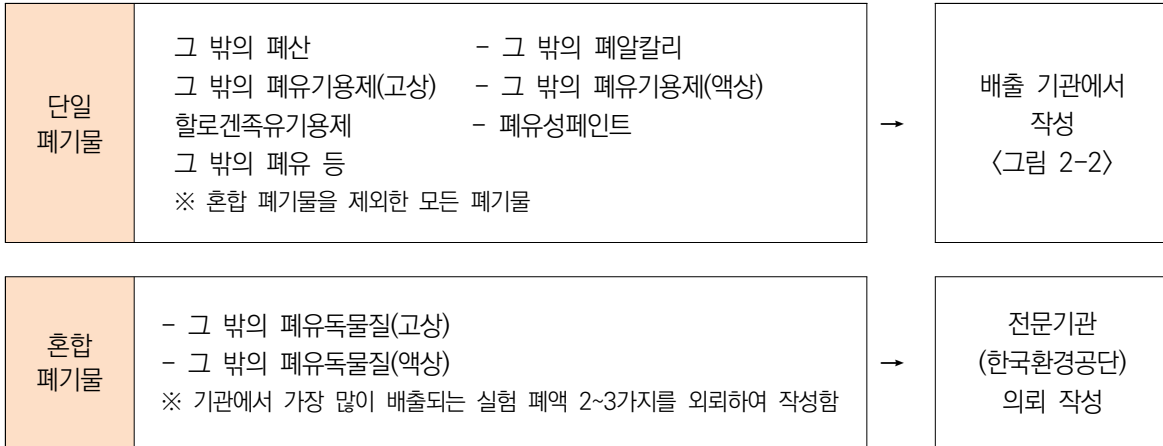 단일
폐기물
그 밖의 폐산 - 그 밖의 폐알칼리
그 밖의 폐유기용제(고상) - 그 밖의 폐유기용제(액상)
할로겐족유기용제 - 폐유성페인트
그 밖의 폐유 등
※ 혼합 폐기물을 제외한 모든 폐기물
→
배출 기관에서
작성
〈그림 2-2〉
혼합
폐기물
- 그 밖의 폐유독물질(고상)
- 그 밖의 폐유독물질(액상)
※ 기관에서 가장 많이 배출되는 실험 폐액 2~3가지를 외뢰하여 작성함
→
전문기관
(한국환경공단)
의뢰 작성